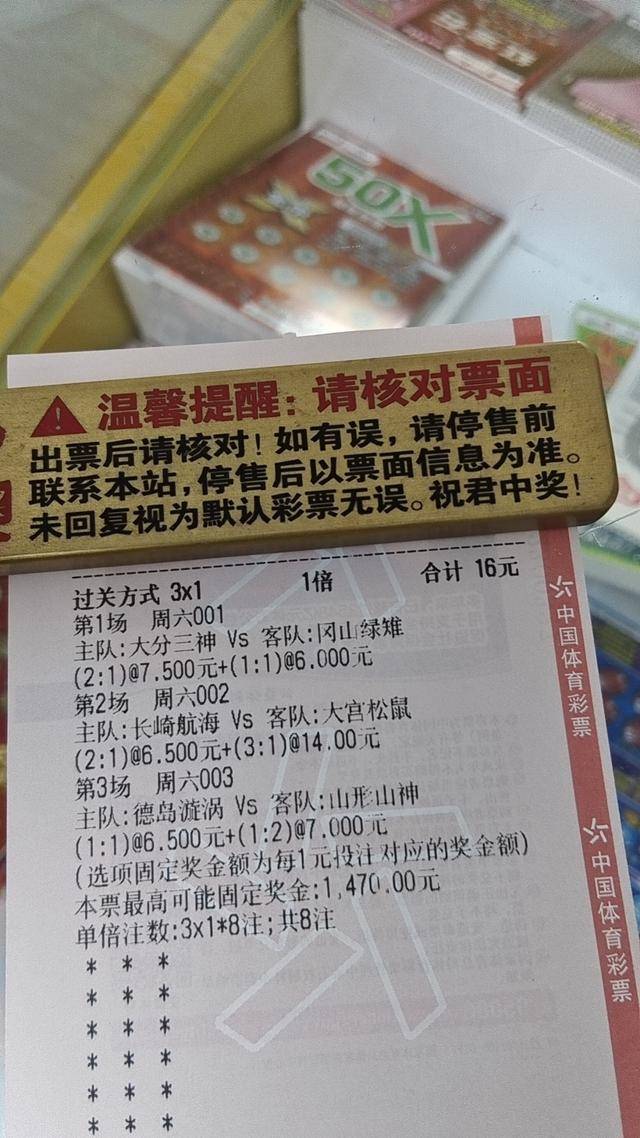 50X
温馨提醒：请核对票面
出票后请核对！如有误，请停售前
联系本站，停售后以票面信息为准。
未回复视为默认彩票无误。祝君中奖！
过关方式 3x1 1倍 合计 16元
第1场 周六001
主队:大分三神 Vs 客队:冈山绿雉
(2:1)@7.500元+(1:1)@6.000元
第2场 周六002
主队:长崎航海 Vs 客队:大宫松鼠
(2:1)@6.500元+(3:1)@14.00元
第3场 周六003
主队:德岛漩涡 Vs 客队:山形山神
(1:1)@6.500元+(1:2)@7.000元
(选项固定奖金额为每1元投注对应的奖金额)
本票最高可能固定奖金:1,470.00元
单倍注数:3x1*8注;共8注
* * *
* * *
* * *
* * *
* * *
* * *
中国体育彩票
中国体育彩票